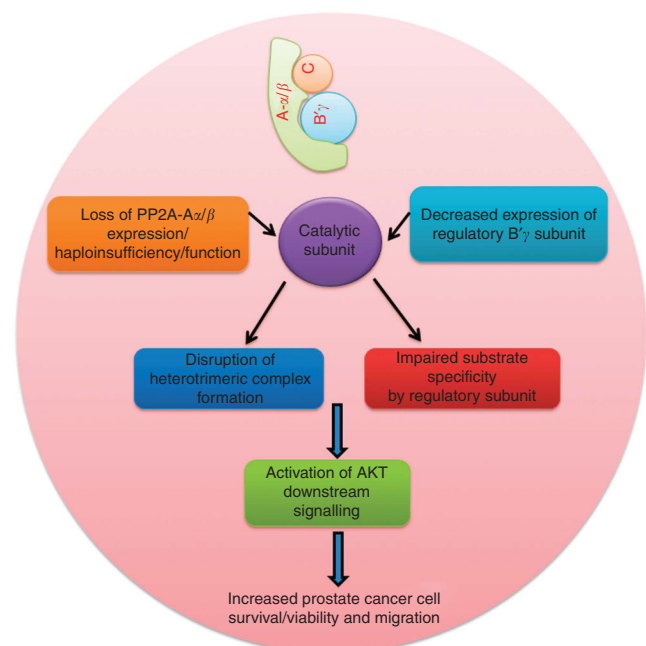 A-α/β
C
B′γ
Loss of PP2A-Aα/β
expression/
haploinsufficiency/function
Catalytic
subunit
Decreased expression of
regulatory B′γ subunit
Disruption of
heterotrimeric complex
formation
Impaired substrate
specificity
by regulatory subunit
Activation of AKT
downstream
signalling
Increased prostate cancer cell
survival/viability and migration